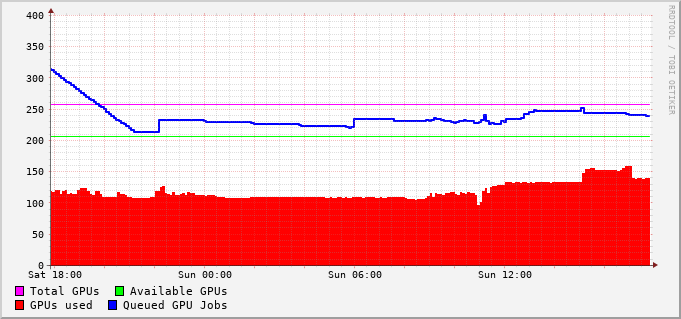 RRDTOOL / TOBI OETIKER
400
350
300
250
200
150
100
50
0
Sat 18:00 Sun 00:00 Sun 06:00 Sun 12:00
Total GPUs Available GPUs
GPUs used Queued GPU Jobs